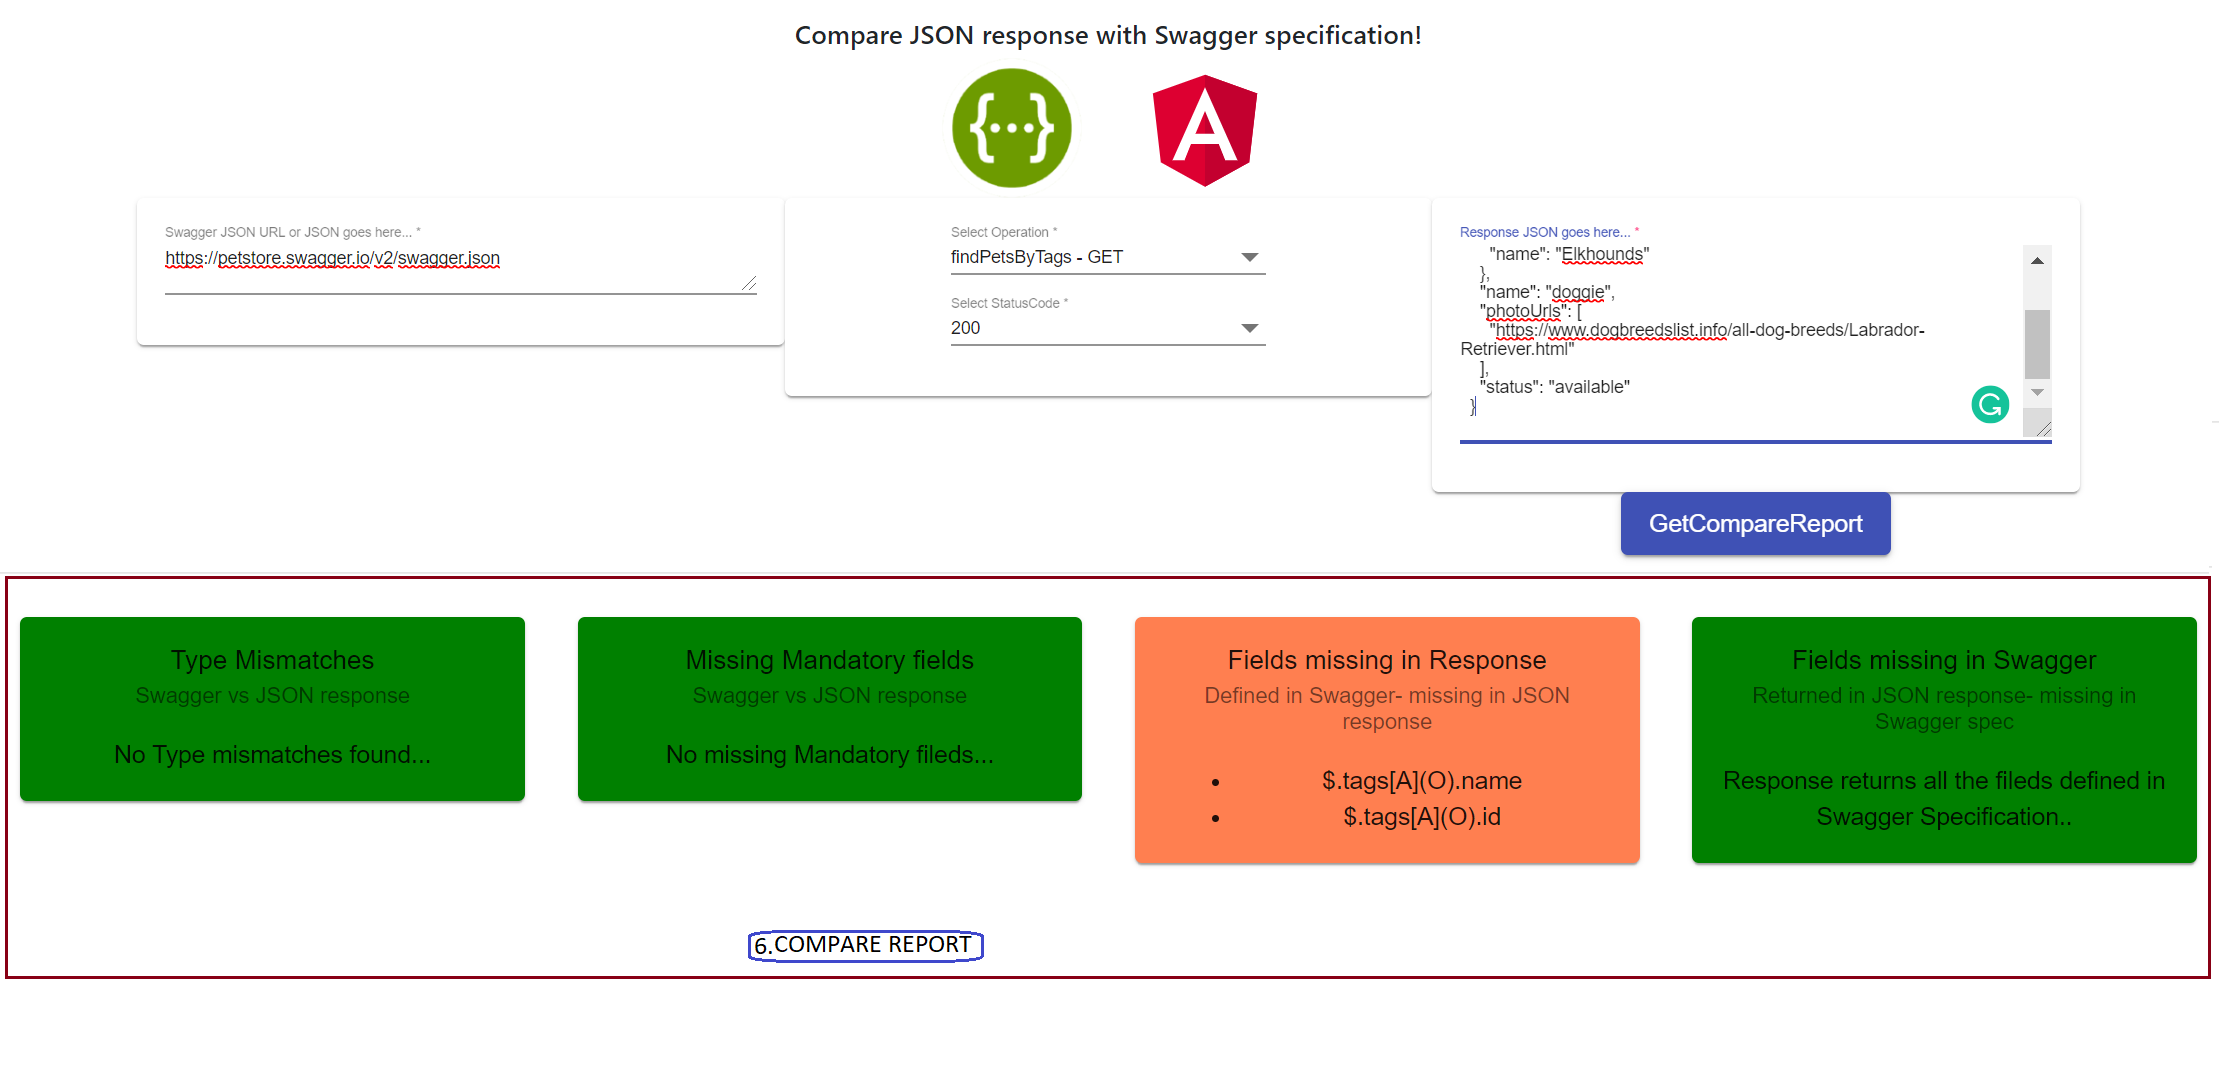 Compare JSON response with Swagger specification!
{···}
A
Swagger JSON URL or JSON goes here... *
https://petstore.swagger.io/v2/swagger.json
Select Operation *
findPetsByTags - GET
Select StatusCode *
200
Response JSON goes here... *
"name": "Elkhounds"
},
"name": "doggie",
"photoUrls": [
"https://www.dogbreedslist.info/all-dog-breeds/Labrador-
Retriever.html"
],
"status": "available"
}
GetCompareReport
Type Mismatches
Swagger vs JSON response
No Type mismatches found...
Missing Mandatory fields
Swagger vs JSON response
No missing Mandatory fileds...
Fields missing in Response
Defined in Swagger- missing in JSON
response
• $.tags[A](O).name
• $.tags[A](O).id
Fields missing in Swagger
Returned in JSON response- missing in
Swagger spec
Response returns all the fileds defined in
Swagger Specification..
6.COMPARE REPORT